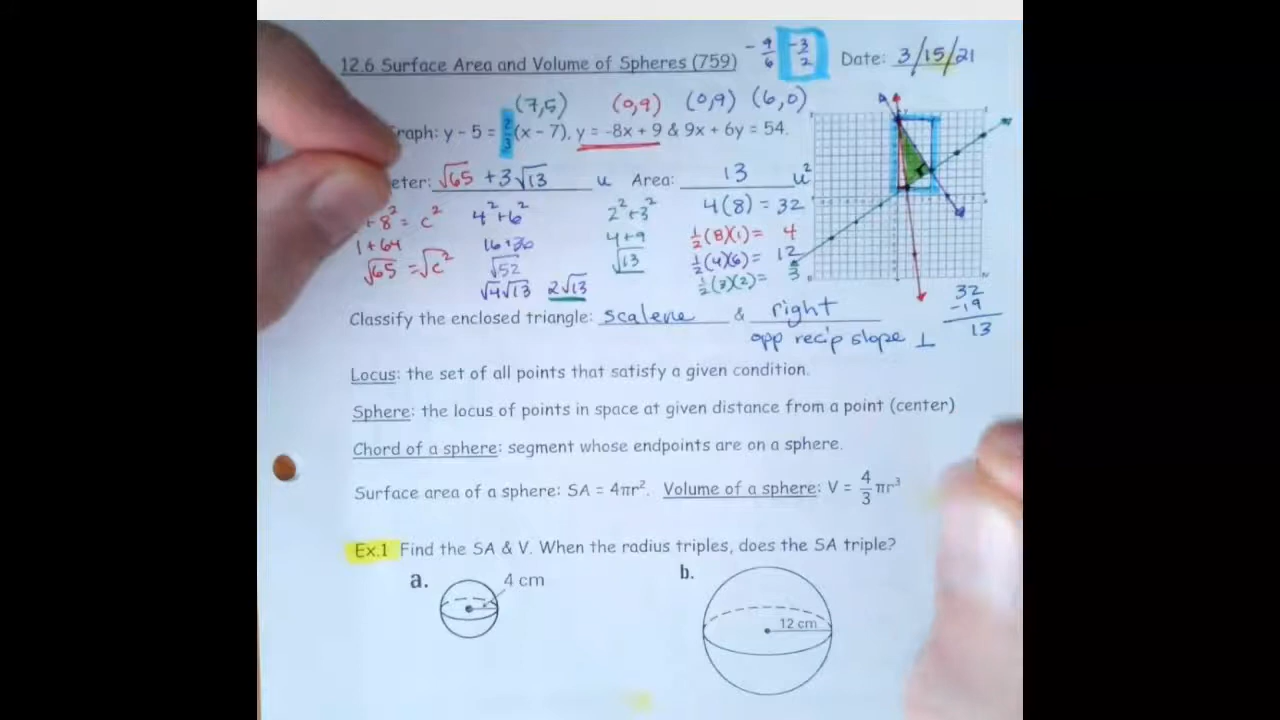 12.6 Surface Area and Volume of Spheres (759) -9/6 -3/2 Date: 3/15/21
(7,5) (0,9) (0,9) (6,0)
Graph: y - 5 = 2/3(x - 7), y = -8x + 9 & 9x + 6y = 54.
eter: √65 + 3√13 u Area: 13 u²
+ 8² = c² 4² + 6² 2² + 3² 4(8) = 32
1 + 64 16 + 36 4 + 9 1/2(8)(1) = 4
√65 = √c² √52 √13 1/2(4)(6) = 12
√4√13 2√13 1/2(3)(2) = 3
32
-19
13
Classify the enclosed triangle: scalene & right
opp recip slope ⊥
Locus: the set of all points that satisfy a given condition.
Sphere: the locus of points in space at given distance from a point (center)
Chord of a sphere: segment whose endpoints are on a sphere.
Surface area of a sphere: SA = 4πr². Volume of a sphere: V = 4/3 πr³
Ex.1 Find the SA & V. When the radius triples, does the SA triple?
a. 4 cm b. 12 cm